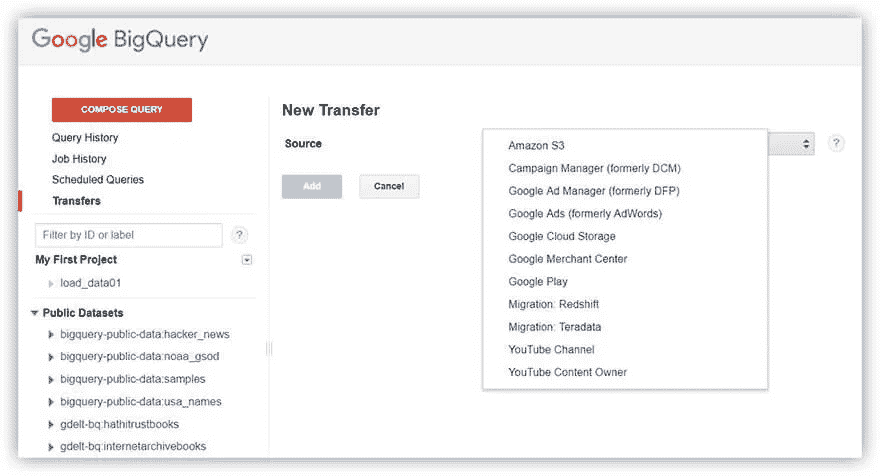 Google BigQuery
COMPOSE QUERY
Query History
Job History
Scheduled Queries
Transfers
Filter by ID or label
?
My First Project
load_data01
Public Datasets
bigquery-public-data:hacker_news
bigquery-public-data:noaa_gsod
bigquery-public-data:samples
bigquery-public-data:usa_names
gdelt-bq:hathitrustbooks
gdelt-bq:internetarchivebooks
New Transfer
Source
?
Add
Cancel
Amazon S3
Campaign Manager (formerly DCM)
Google Ad Manager (formerly DFP)
Google Ads (formerly AdWords)
Google Cloud Storage
Google Merchant Center
Google Play
Migration: Redshift
Migration: Teradata
YouTube Channel
YouTube Content Owner